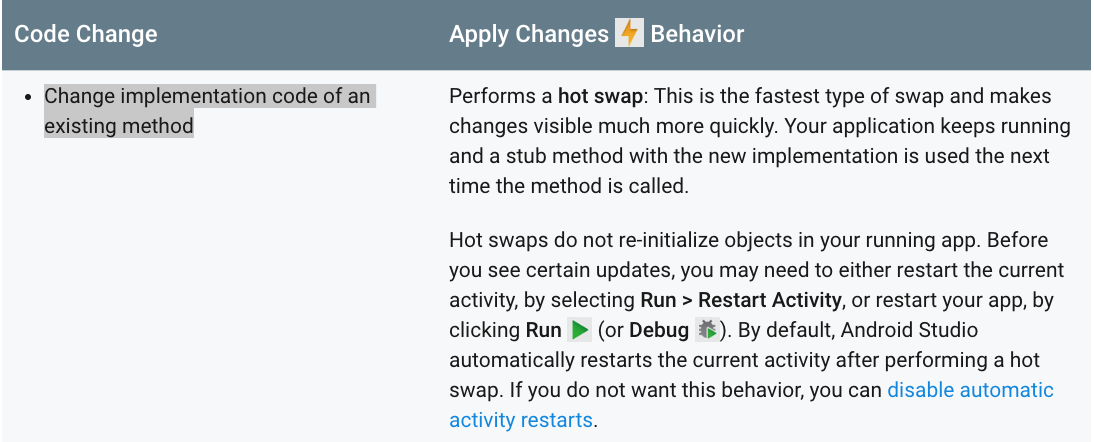 Code Change
Apply Changes Behavior
• Change implementation code of an
existing method
Performs a hot swap: This is the fastest type of swap and makes
changes visible much more quickly. Your application keeps running
and a stub method with the new implementation is used the next
time the method is called.
Hot swaps do not re-initialize objects in your running app. Before
you see certain updates, you may need to either restart the current
activity, by selecting Run > Restart Activity, or restart your app, by
clicking Run (or Debug ). By default, Android Studio
automatically restarts the current activity after performing a hot
swap. If you do not want this behavior, you can disable automatic
activity restarts.